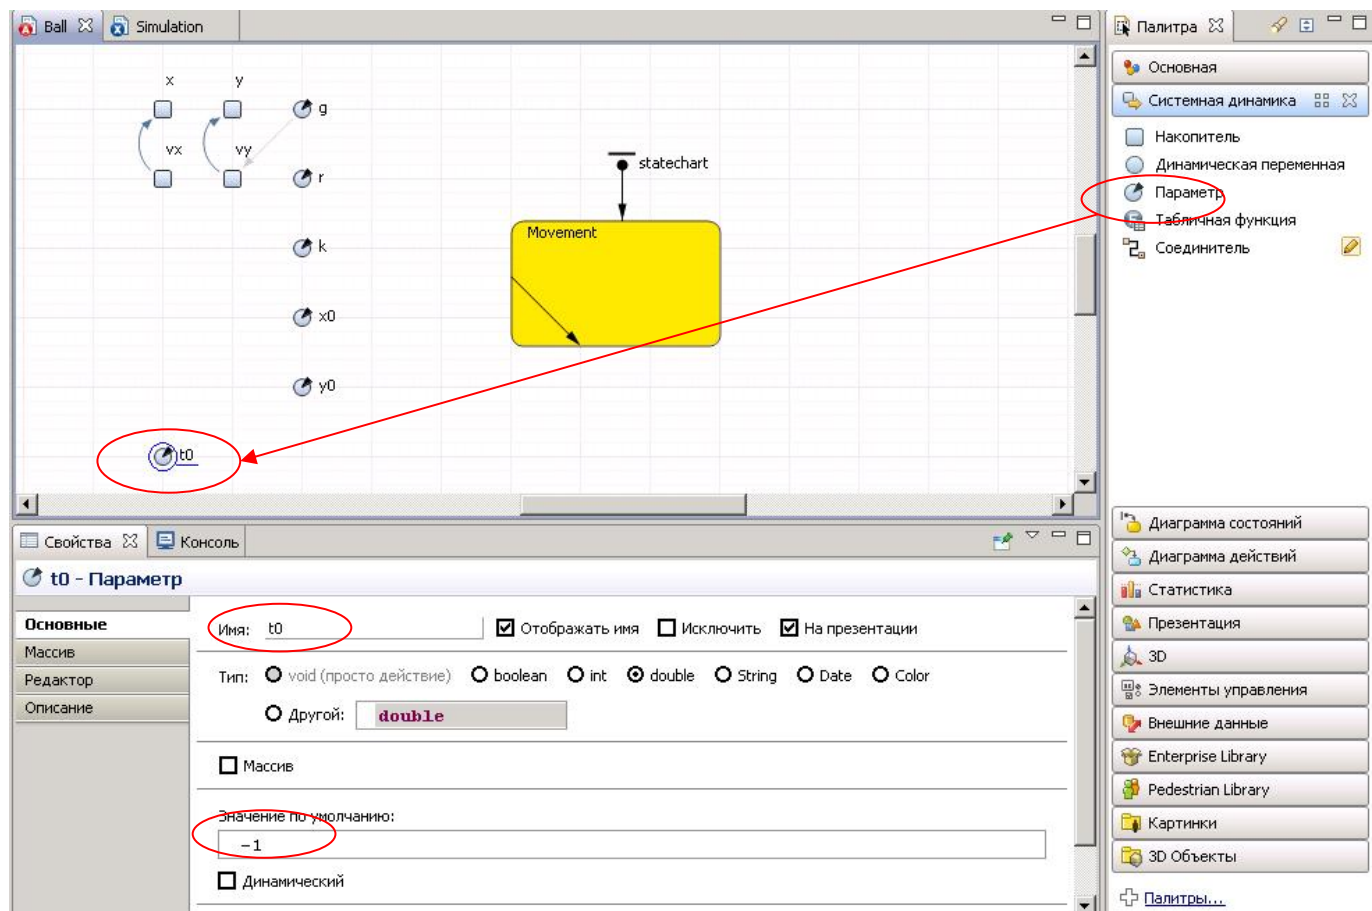 Ball Simulation
x y
g
vx vy
r
statechart
Movement
k
x0
y0
t0
Палитра
Основная
Системная динамика
Накопитель
Динамическая переменная
Параметр
Табличная функция
Соединитель
Диаграмма состояний
Диаграмма действий
Статистика
Презентация
3D
Элементы управления
Внешние данные
Enterprise Library
Pedestrian Library
Картинки
3D Объекты
Палитры...
Свойства Консоль
t0 - Параметр
Основные
Массив
Редактор
Описание
Имя: t0 Отображать имя Исключить На презентации
Тип: void (просто действие) boolean int double String Date Color
Другой: double
Массив
Значение по умолчанию:
-1
Динамический